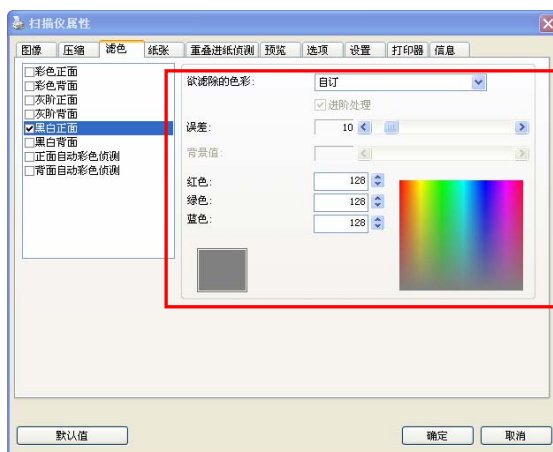 扫描仪属性
图像 压缩 滤色 纸张 重叠进纸侦测 预览 选项 设置 打印器 信息
彩色正面
彩色背面
灰阶正面
灰阶背面
黑白正面
黑白背面
正面自动彩色侦测
背面自动彩色侦测
欲滤除的色彩: 自订
进阶处理
误差: 10
背景值:
红色: 128
绿色: 128
蓝色: 128
默认值 确定 取消